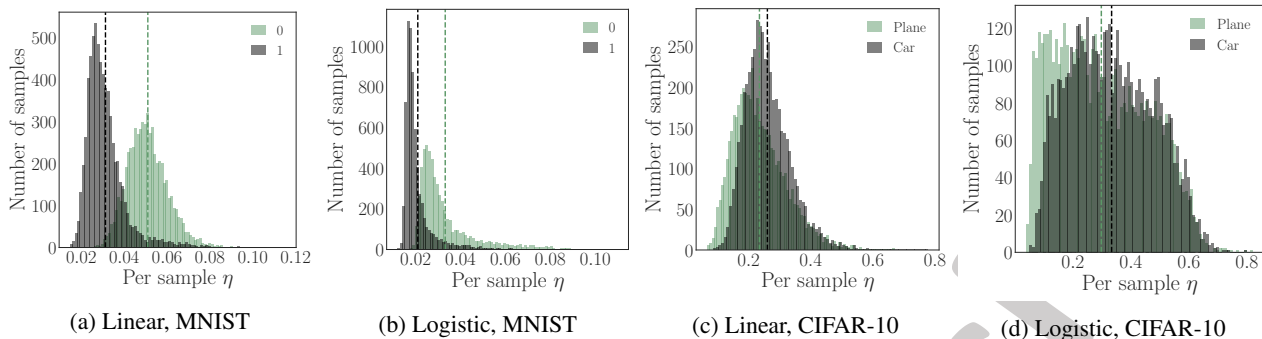 Number of samples
500
400
300
200
100
0
0
1
0.02 0.04 0.06 0.08 0.10 0.12
Per sample η
(a) Linear, MNIST
Number of samples
1000
800
600
400
200
0
0
1
0.02 0.04 0.06 0.08 0.10
Per sample η
(b) Logistic, MNIST
Number of samples
250
200
150
100
50
0
Plane
Car
0.2 0.4 0.6 0.8
Per sample η
(c) Linear, CIFAR-10
Number of samples
120
100
80
60
40
20
0
Plane
Car
0.2 0.4 0.6 0.8
Per sample η
(d) Logistic, CIFAR-10